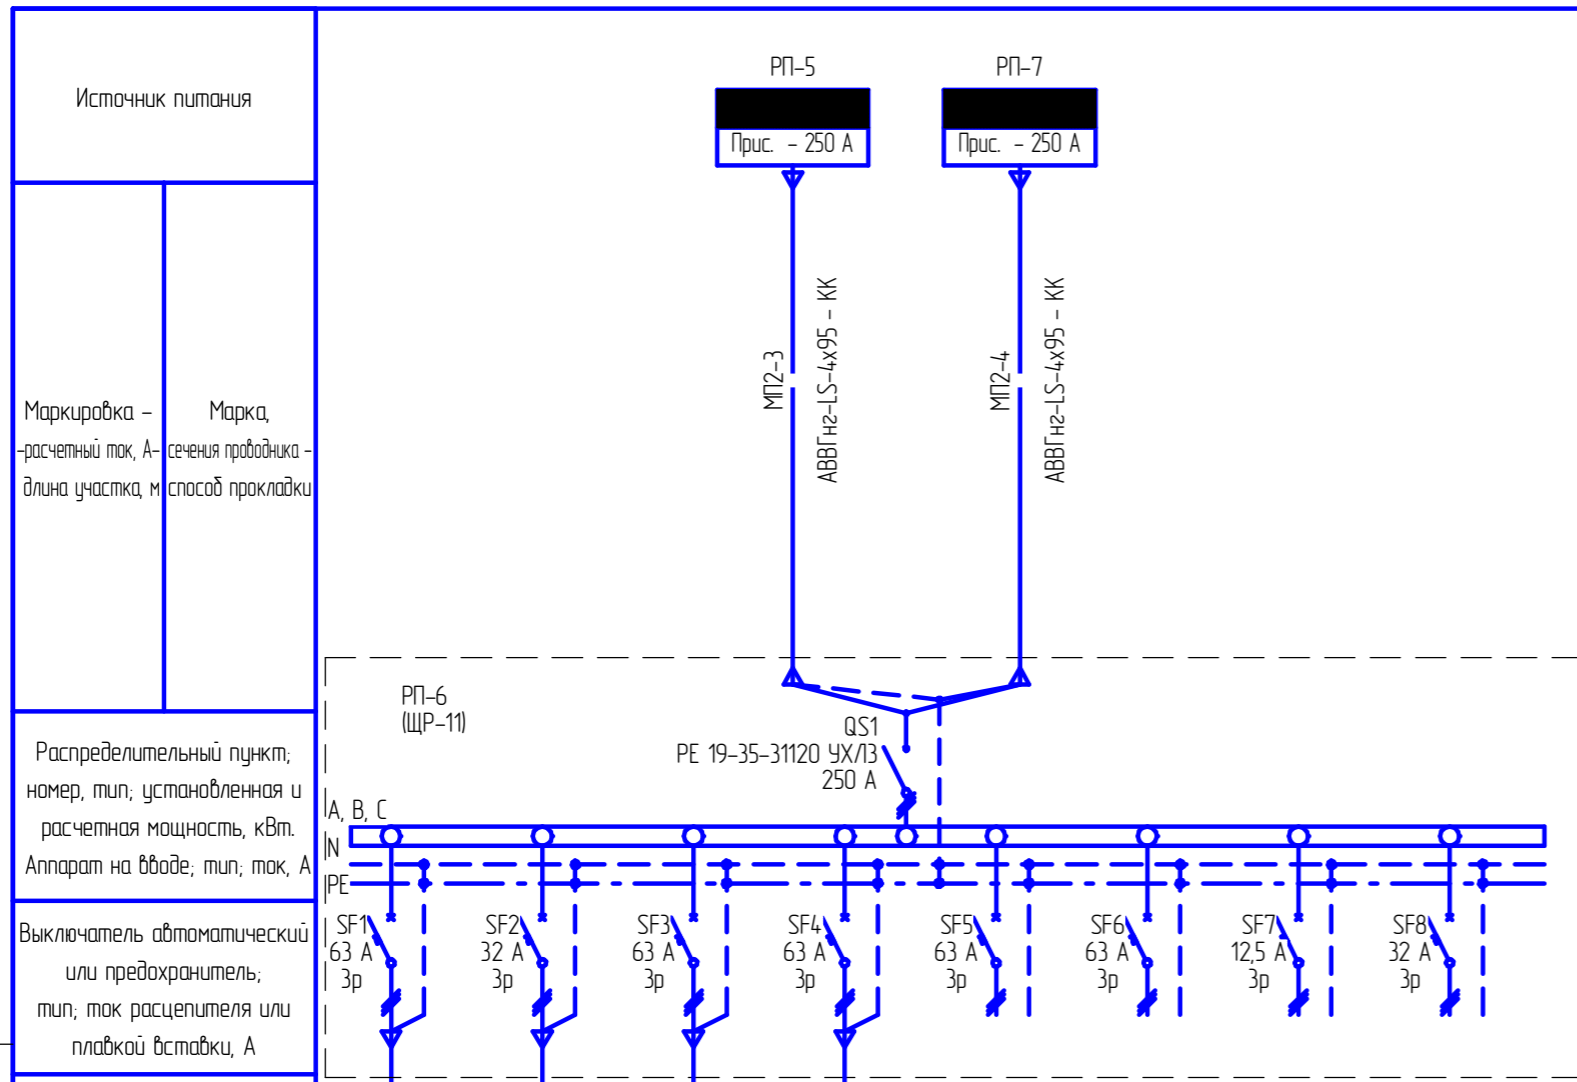 Источник питания
РП-5
РП-7
Прис. - 250 А
Прис. - 250 А
Маркировка -
-расчетный ток, А-
длина участка, м
Марка,
сечения проводника -
способ прокладки
МП2-3
АВВГнг-LS-4х95 - КК
МП2-4
АВВГнг-LS-4х95 - КК
РП-6
(ЩР-11)
QS1
РЕ 19-35-31120 УХЛ3
250 А
Распределительный пункт;
номер, тип; установленная и
расчетная мощность, кВт.
Аппарат на вводе; тип; ток, А
А, В, С
N
PE
Выключатель автоматический
или предохранитель;
тип; ток расцепителя или
плавкой вставки, А
SF1
63 А
3р
SF2
32 А
3р
SF3
63 А
3р
SF4
63 А
3р
SF5
63 А
3р
SF6
63 А
3р
SF7
12,5 А
3р
SF8
32 А
3р